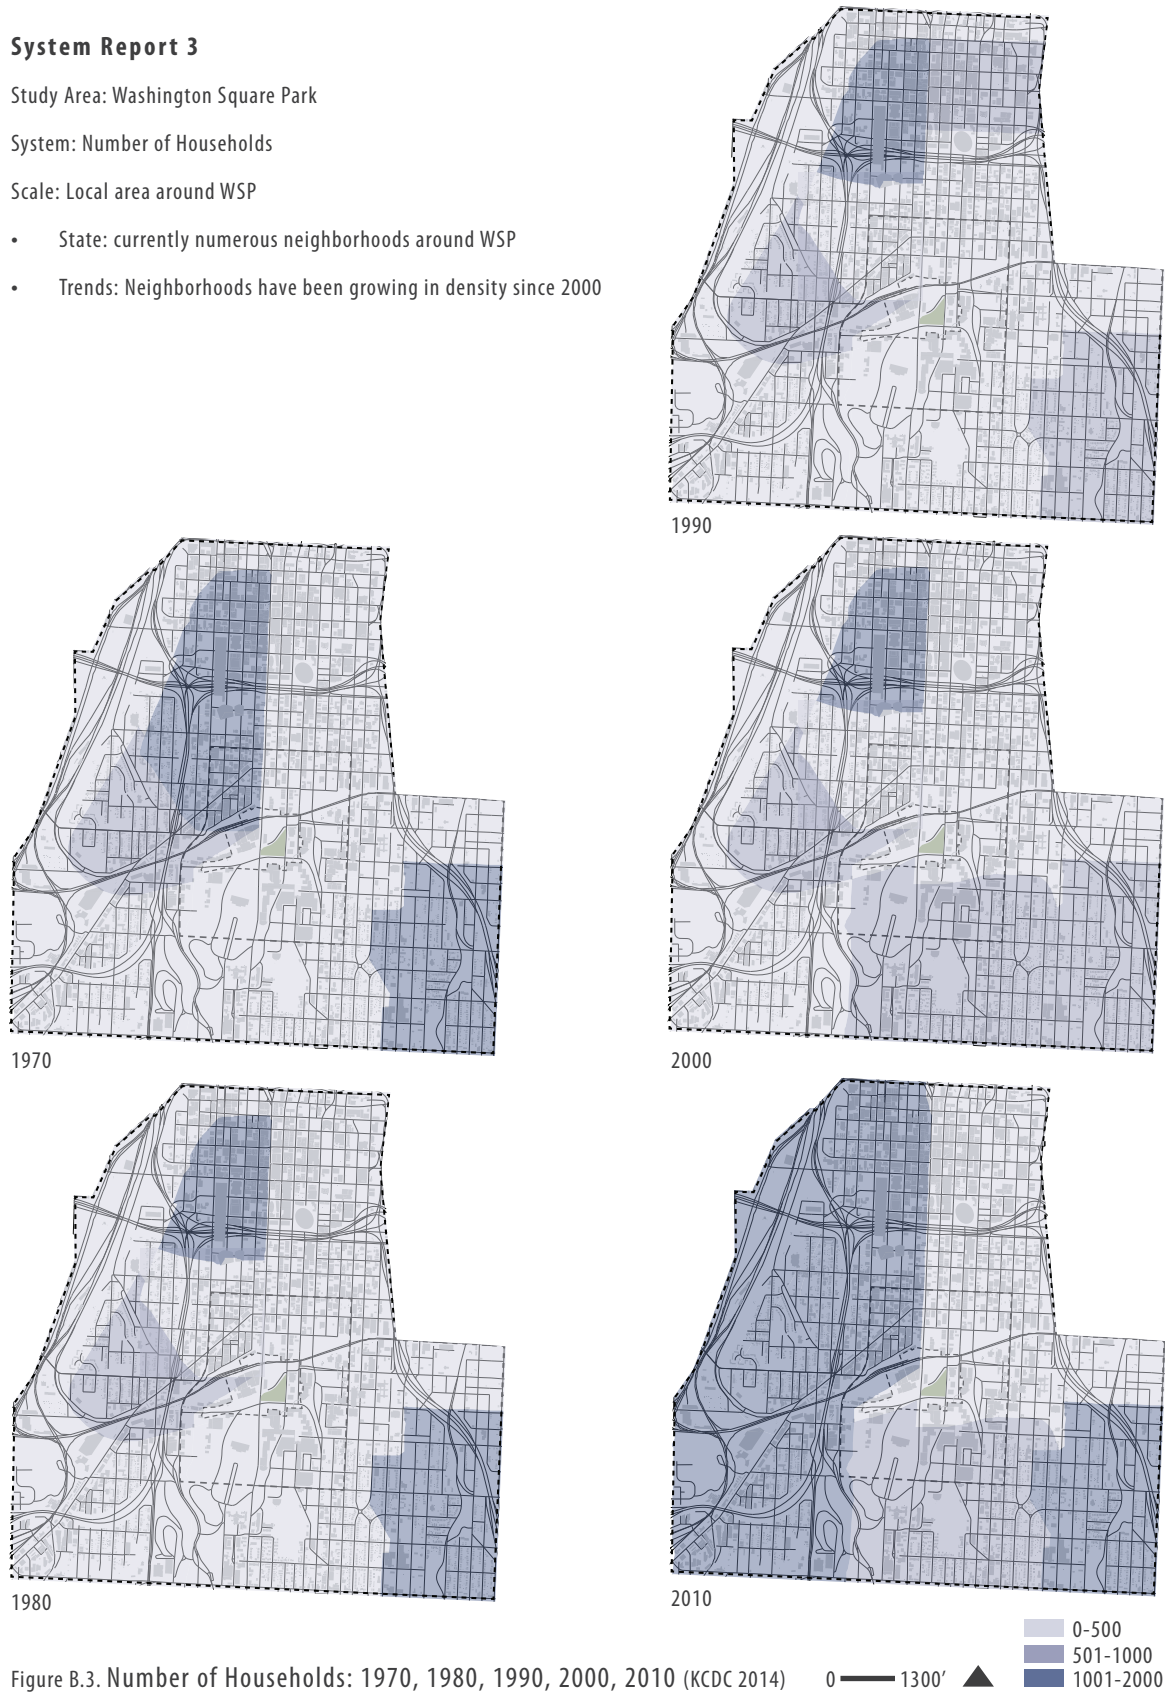 System Report 3
Study Area: Washington Square Park
System: Number of Households
Scale: Local area around WSP
• State: currently numerous neighborhoods around WSP
• Trends: Neighborhoods have been growing in density since 2000
1990
1970
2000
1980
2010
0-500
501-1000
1001-2000
Figure B.3. Number of Households: 1970, 1980, 1990, 2000, 2010 (KCDC 2014)
0 1300'